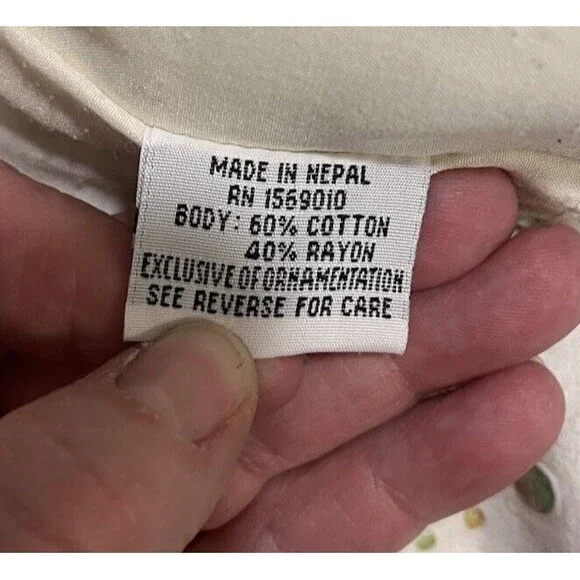 MADE IN NEPAL
RN 1569010
BODY: 60% COTTON
40% RAYON
EXCLUSIVE OF ORNAMENTATION
SEE REVERSE FOR CARE